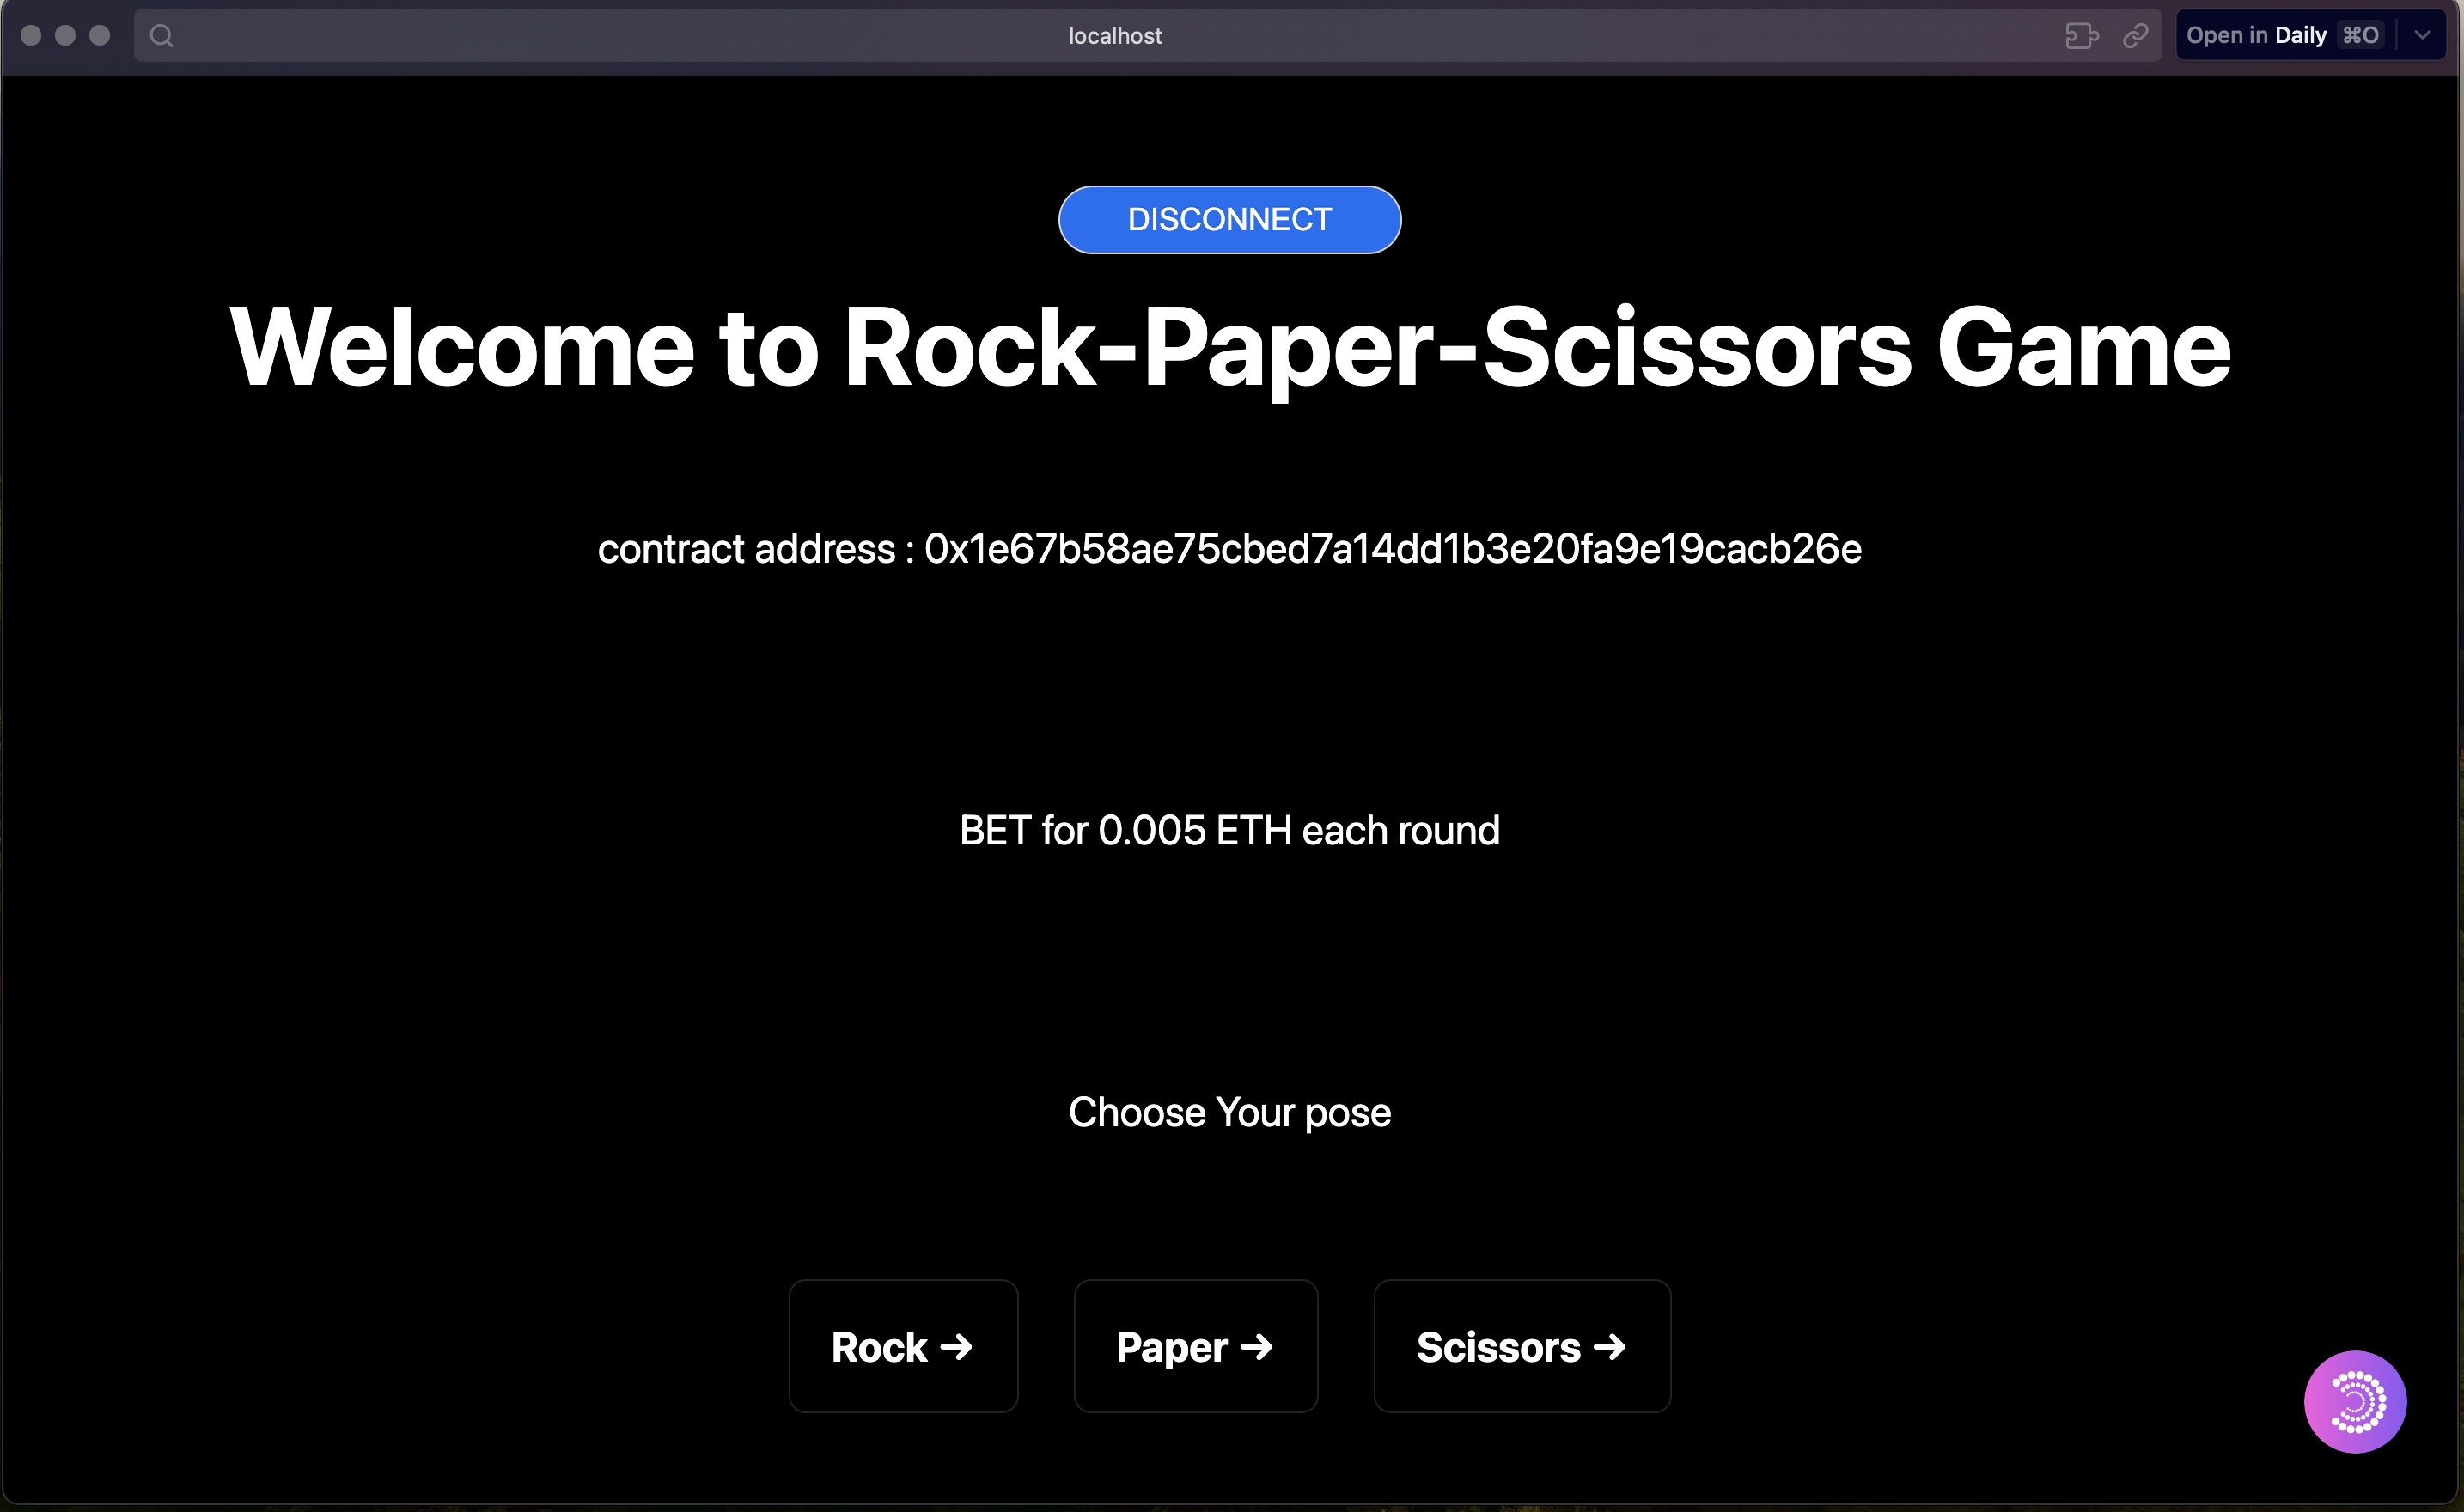 localhost
Open in Daily ⌘O
DISCONNECT
Welcome to Rock-Paper-Scissors Game
contract address : 0x1e67b58ae75cbed7a14dd1b3e20fa9e19cacb26e
BET for 0.005 ETH each round
Choose Your pose
Rock →
Paper →
Scissors →